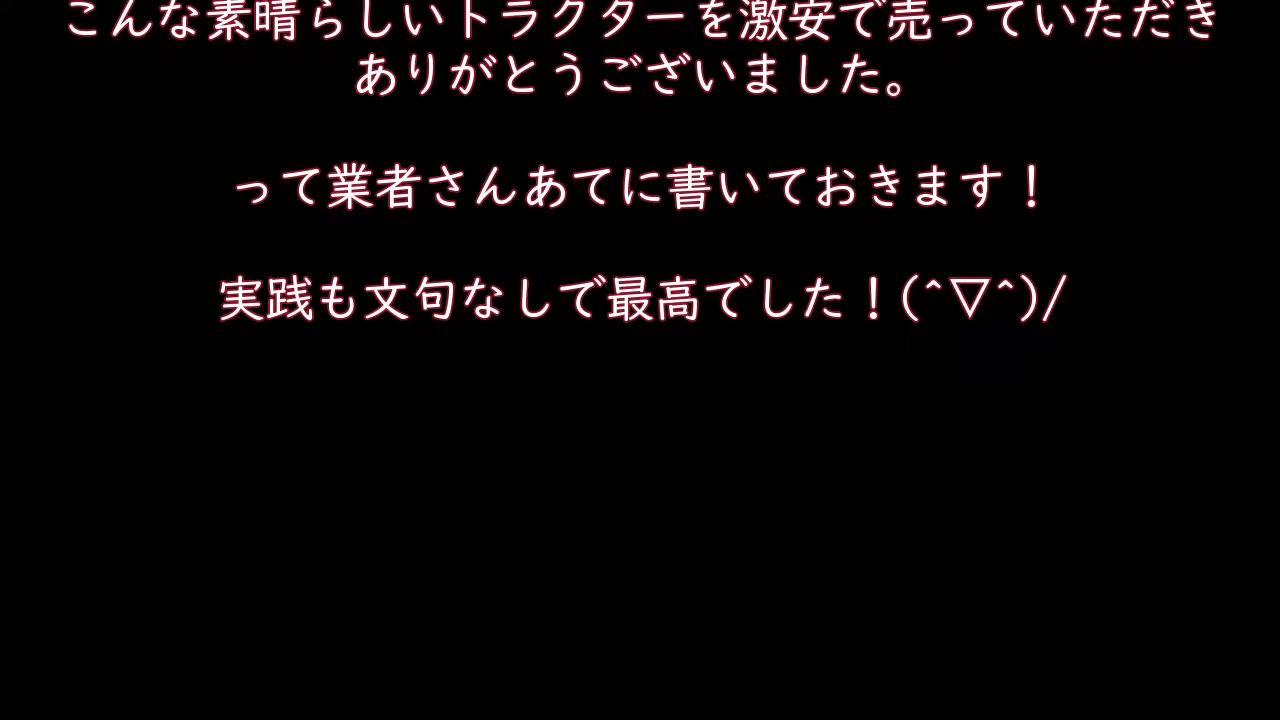 こんな素晴らしいトラクターを激安で売っていただき
ありがとうございました。
って業者さんあてに書いておきます！
実践も文句なしで最高でした！(^▽^)/